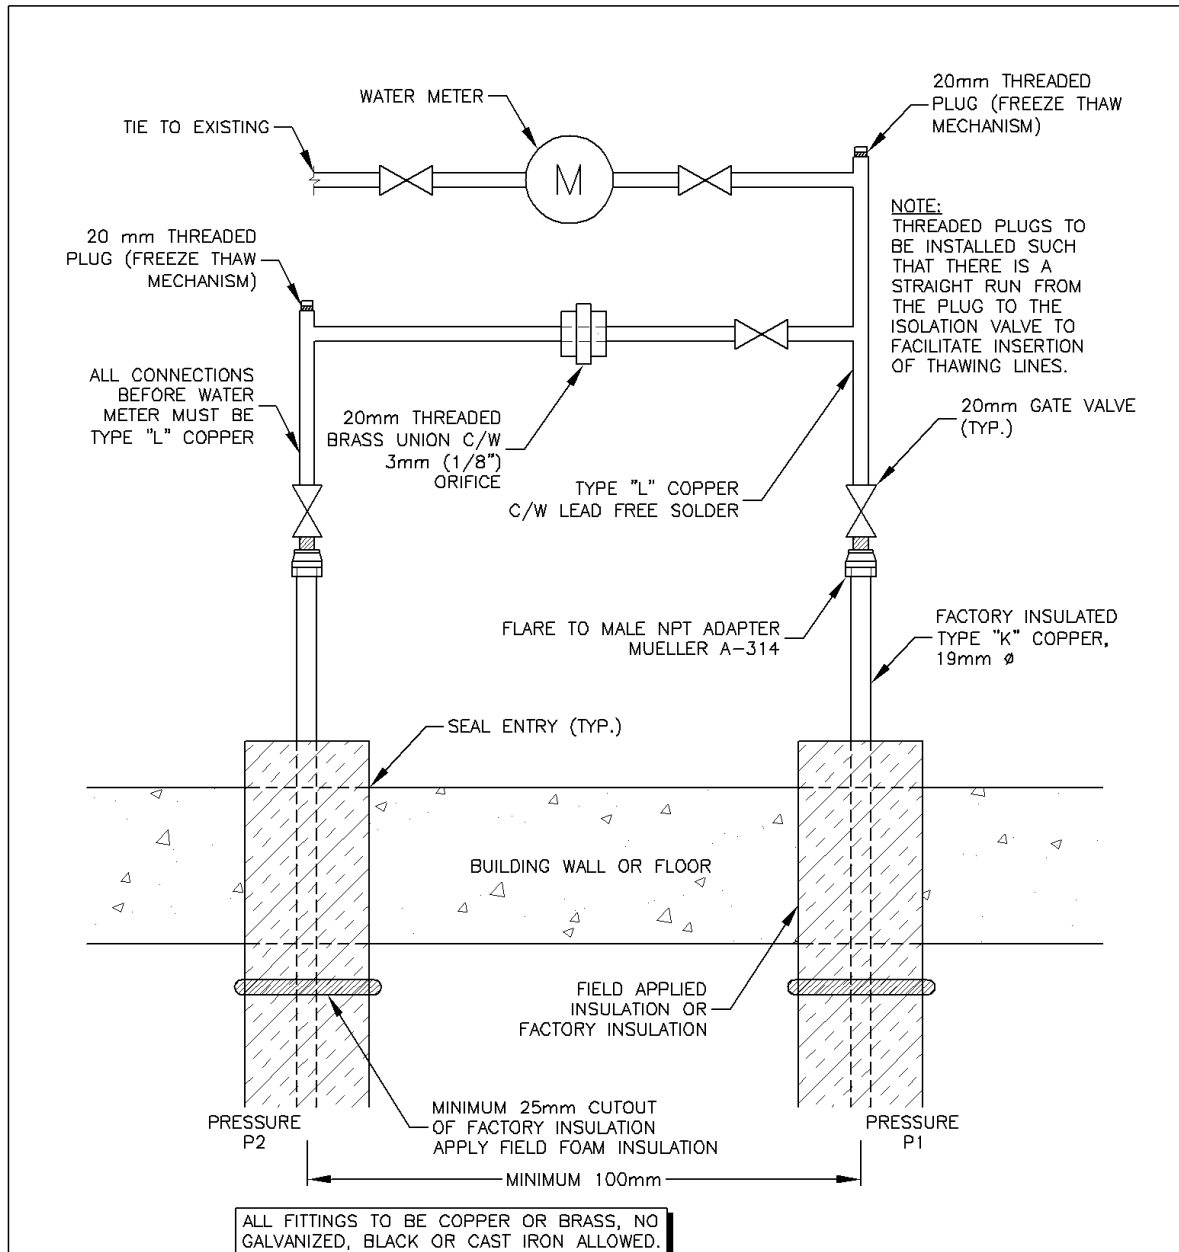 20mm THREADED
PLUG (FREEZE THAW
MECHANISM)
WATER METER
TIE TO EXISTING
M
NOTE:
THREADED PLUGS TO
BE INSTALLED SUCH
THAT THERE IS A
STRAIGHT RUN FROM
THE PLUG TO THE
ISOLATION VALVE TO
FACILITATE INSERTION
OF THAWING LINES.
20 mm THREADED
PLUG (FREEZE THAW
MECHANISM)
ALL CONNECTIONS
BEFORE WATER
METER MUST BE
TYPE "L" COPPER
20mm THREADED
BRASS UNION C/W
3mm (1/8")
ORIFICE
20mm GATE VALVE
(TYP.)
TYPE "L" COPPER
C/W LEAD FREE SOLDER
FLARE TO MALE NPT ADAPTER
MUELLER A-314
FACTORY INSULATED
TYPE "K" COPPER,
19mm ø
SEAL ENTRY (TYP.)
BUILDING WALL OR FLOOR
FIELD APPLIED
INSULATION OR
FACTORY INSULATION
MINIMUM 25mm CUTOUT
OF FACTORY INSULATION
APPLY FIELD FOAM INSULATION
PRESSURE
P2
PRESSURE
P1
MINIMUM 100mm
ALL FITTINGS TO BE COPPER OR BRASS, NO
GALVANIZED, BLACK OR CAST IRON ALLOWED.